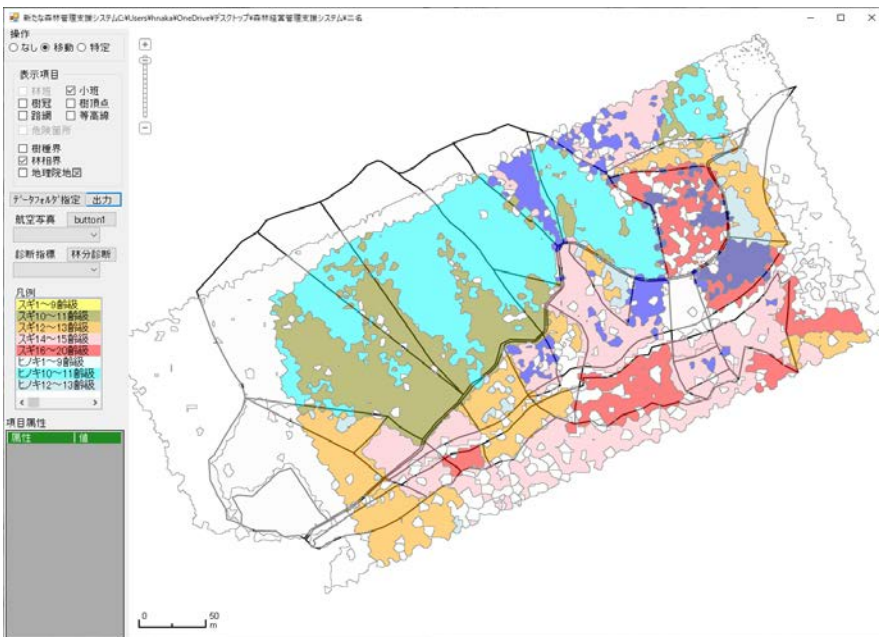 新たな森林管理支援システムC:¥Users¥hnaka¥OneDrive¥デスクトップ¥森林経営管理支援システム¥二名
操作
なし 移動 特定
表示項目
林班 小班
樹冠 樹頂点
路網 等高線
危険箇所
樹種界
林相界
地理院地図
データフォルダ指定 出力
航空写真 button1
診断指標 林分診断
凡例
スギ1～9齢級
スギ10～11齢級
スギ12～13齢級
スギ14～15齢級
スギ16～20齢級
ヒノキ1～9齢級
ヒノキ10～11齢級
ヒノキ12～13齢級
項目属性
属性 値
0 50
m